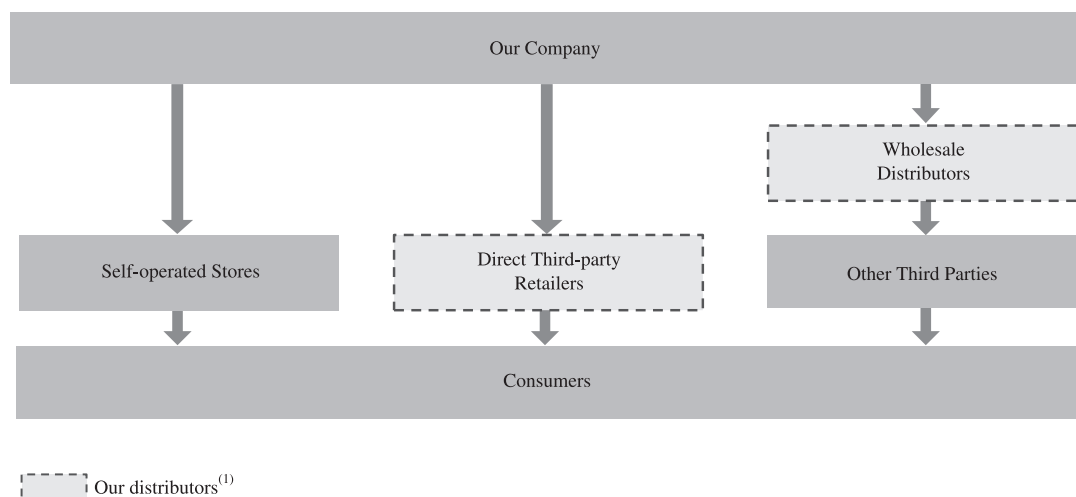 Our Company
Wholesale
Distributors
Self-operated Stores
Direct Third-party
Retailers
Other Third Parties
Consumers
Our distributors(1)